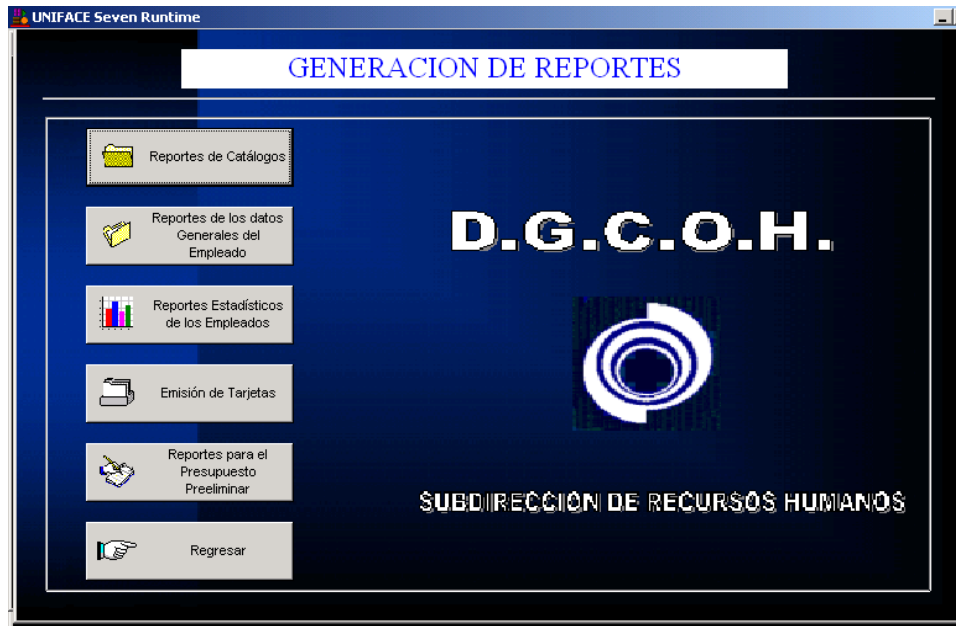 UNIFACE Seven Runtime
GENERACION DE REPORTES
Reportes de Catálogos
Reportes de los datos
Generales del
Empleado
Reportes Estadísticos
de los Empleados
Emisión de Tarjetas
Reportes para el
Presupuesto
Preeliminar
Regresar
D.G.C.O.H.
SUBDIRECCION DE RECURSOS HUMANOS